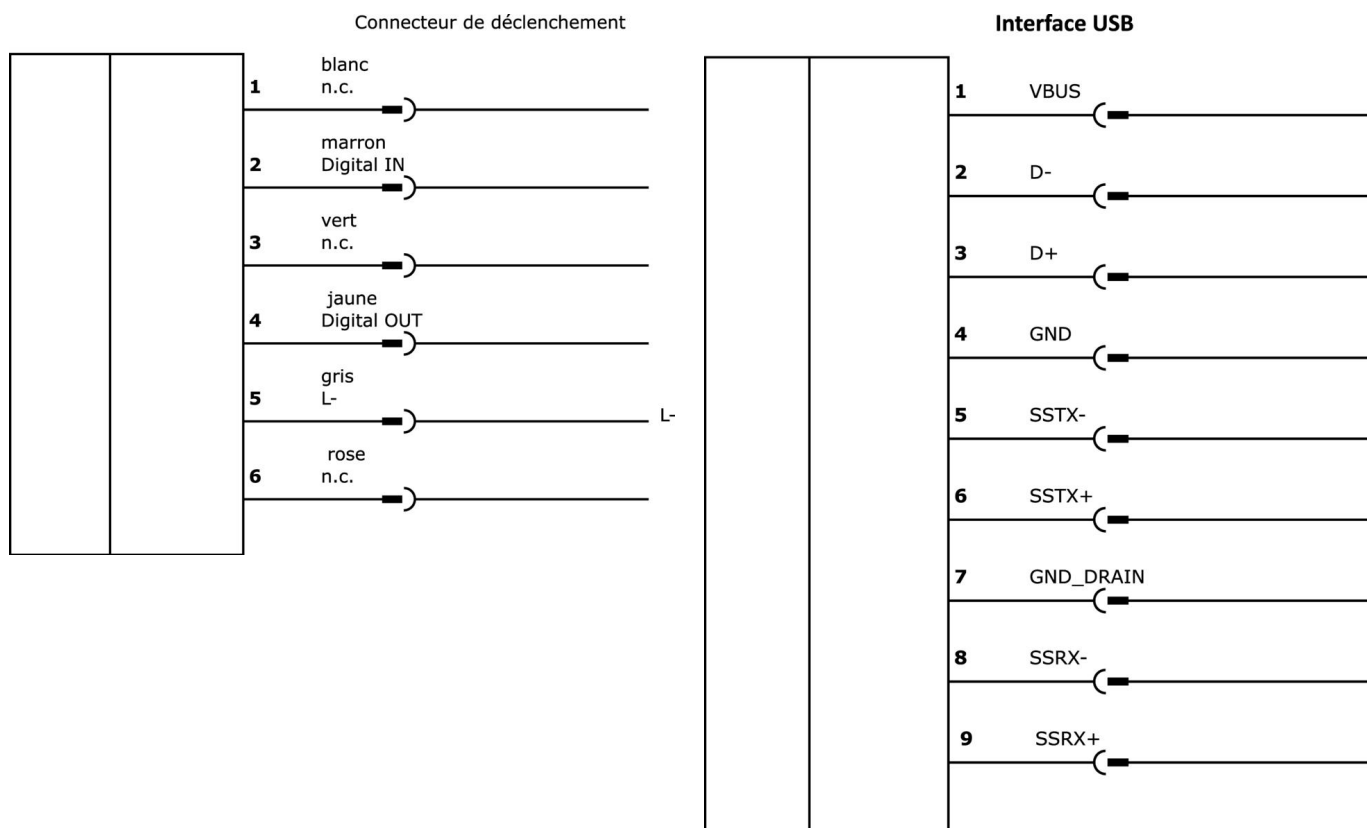 Connecteur de déclenchement
blanc
1 n.c.
marron
2 Digital IN
vert
3 n.c.
jaune
4 Digital OUT
gris
5 L-
L-
rose
6 n.c.
Interface USB
1 VBUS
2 D-
3 D+
4 GND
5 SSTX-
6 SSTX+
7 GND_DRAIN
8 SSRX-
9 SSRX+